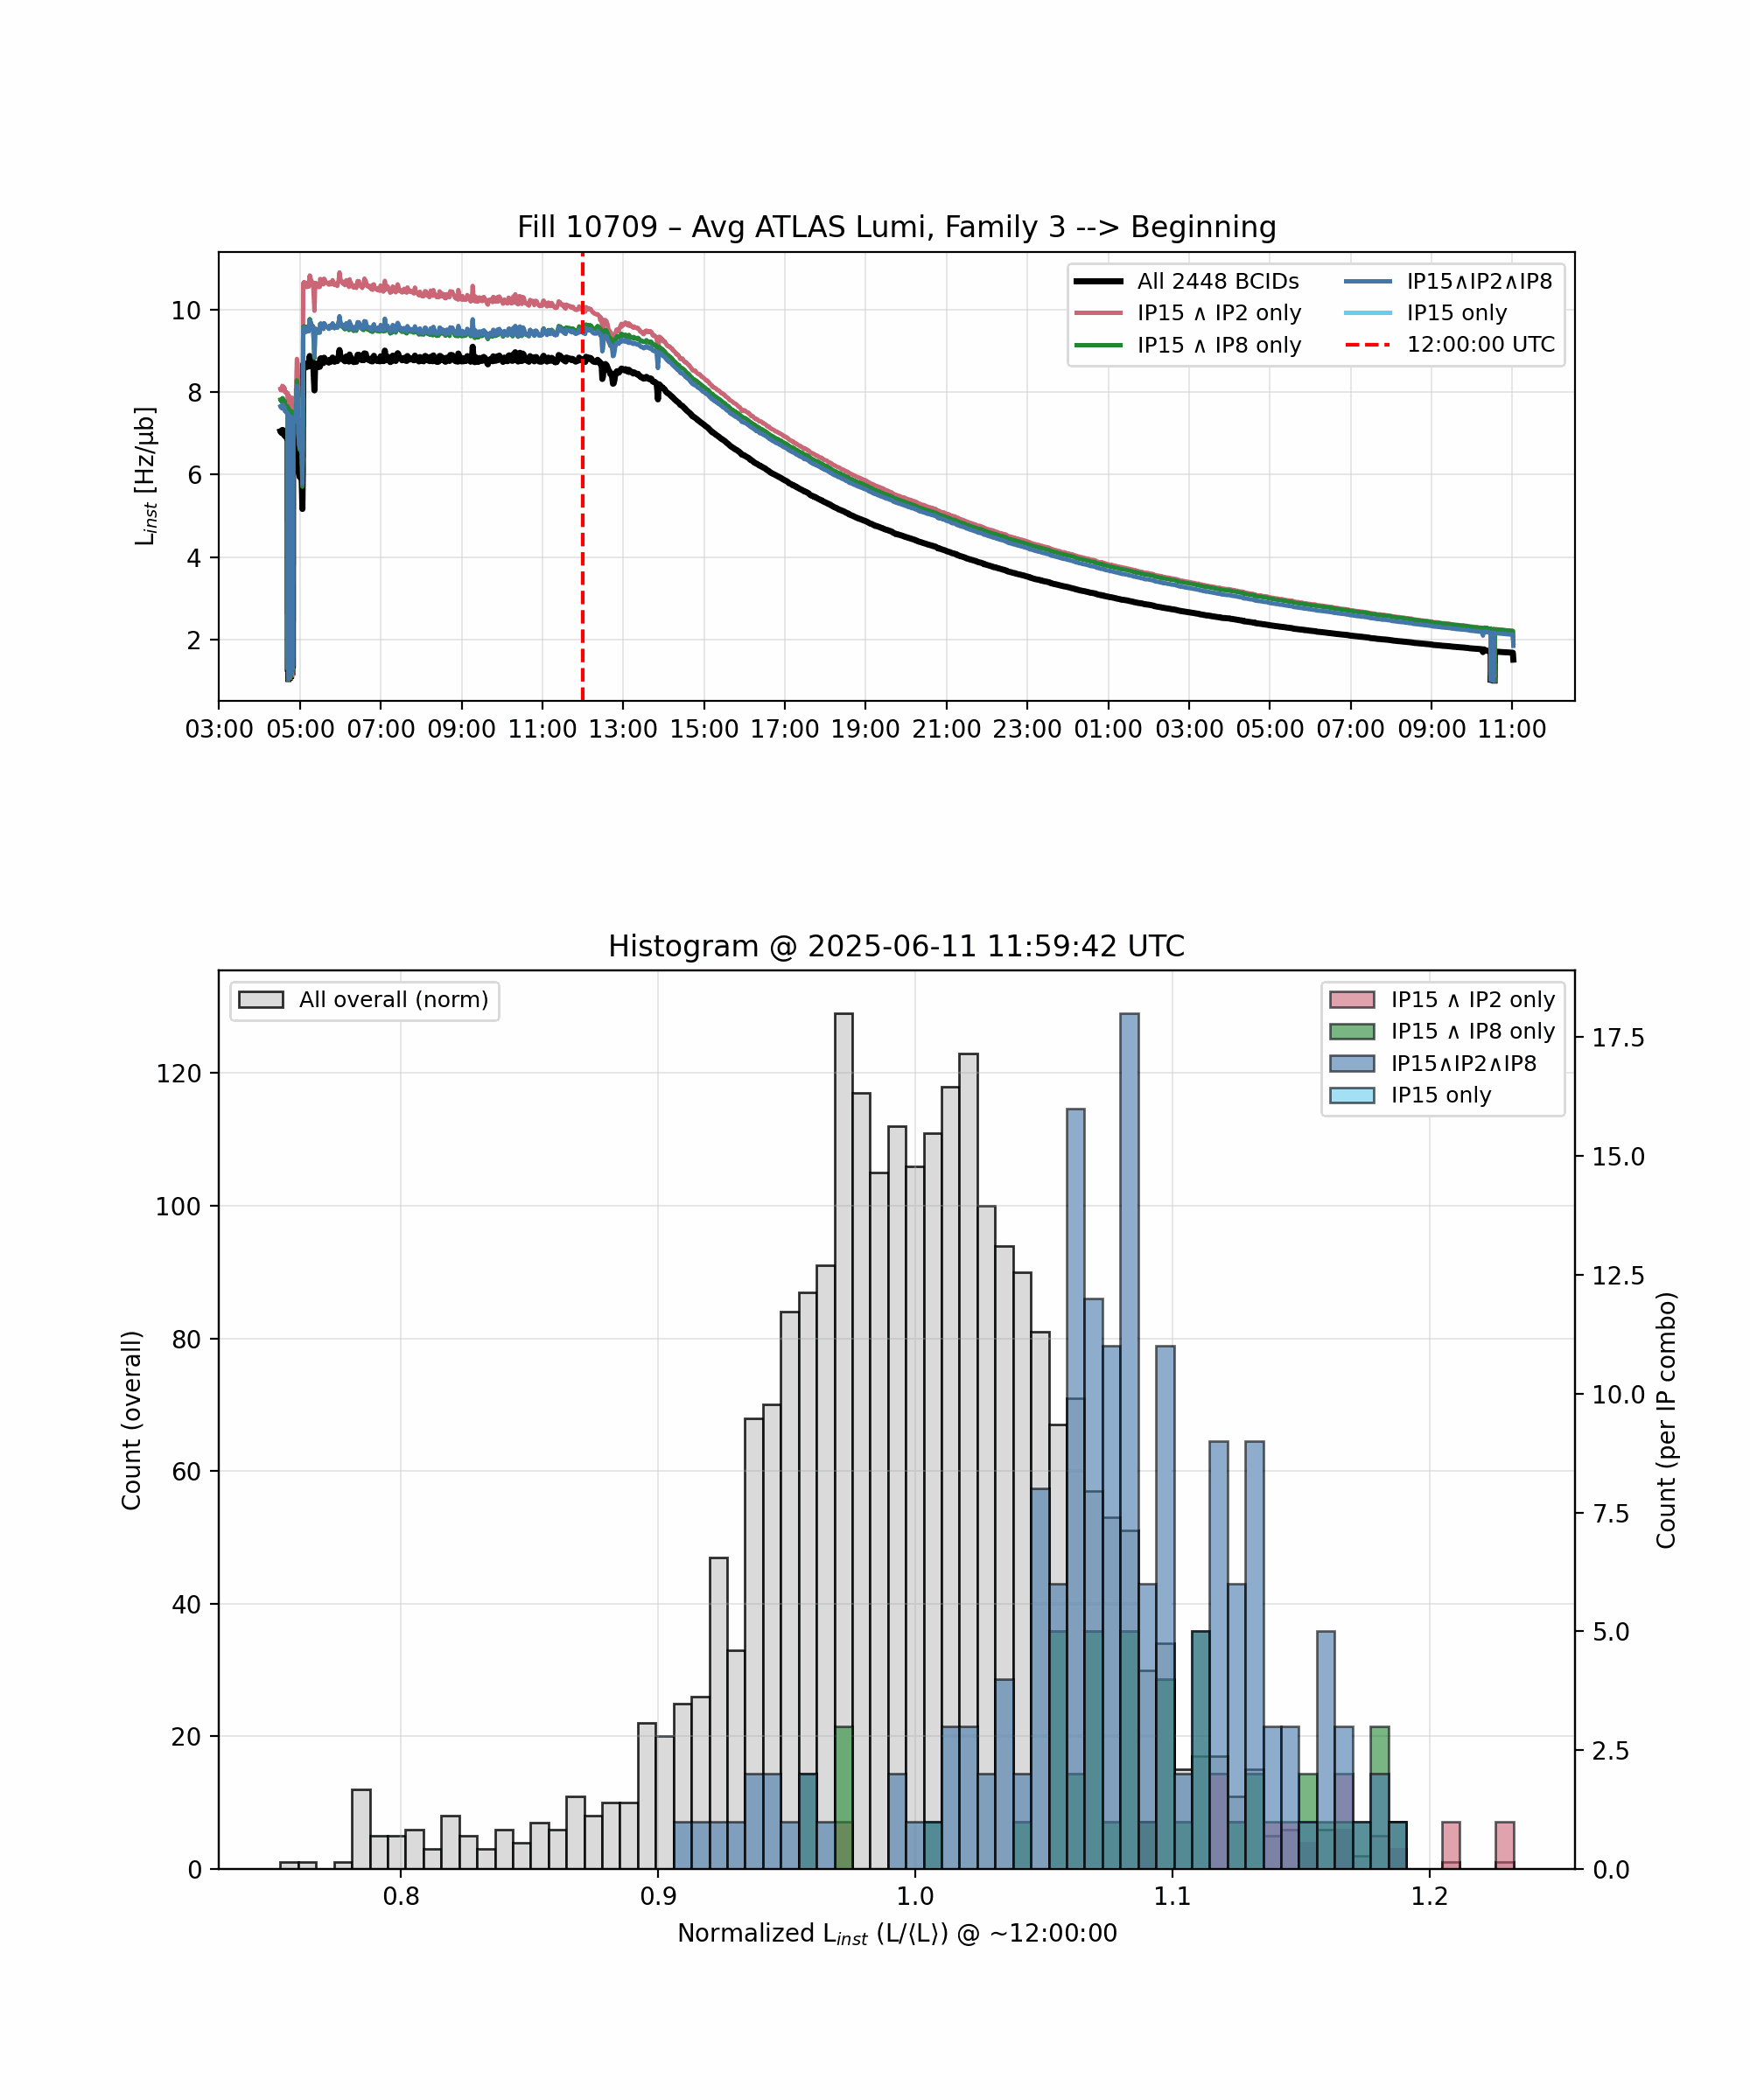 Fill 10709 – Avg ATLAS Lumi, Family 3 --> Beginning
All 2448 BCIDs
IP15 ∧ IP2 only
IP15 ∧ IP8 only
IP15∧IP2∧IP8
IP15 only
12:00:00 UTC
L_inst [Hz/µb]
10
8
6
4
2
03:00 05:00 07:00 09:00 11:00 13:00 15:00 17:00 19:00 21:00 23:00 01:00 03:00 05:00 07:00 09:00 11:00
Histogram @ 2025-06-11 11:59:42 UTC
All overall (norm)
IP15 ∧ IP2 only
IP15 ∧ IP8 only
IP15∧IP2∧IP8
IP15 only
Count (overall)
120
100
80
60
40
20
0
17.5
15.0
12.5
10.0
7.5
5.0
2.5
0.0
Count (per IP combo)
0.8 0.9 1.0 1.1 1.2
Normalized L_inst (L/⟨L⟩) @ ~12:00:00